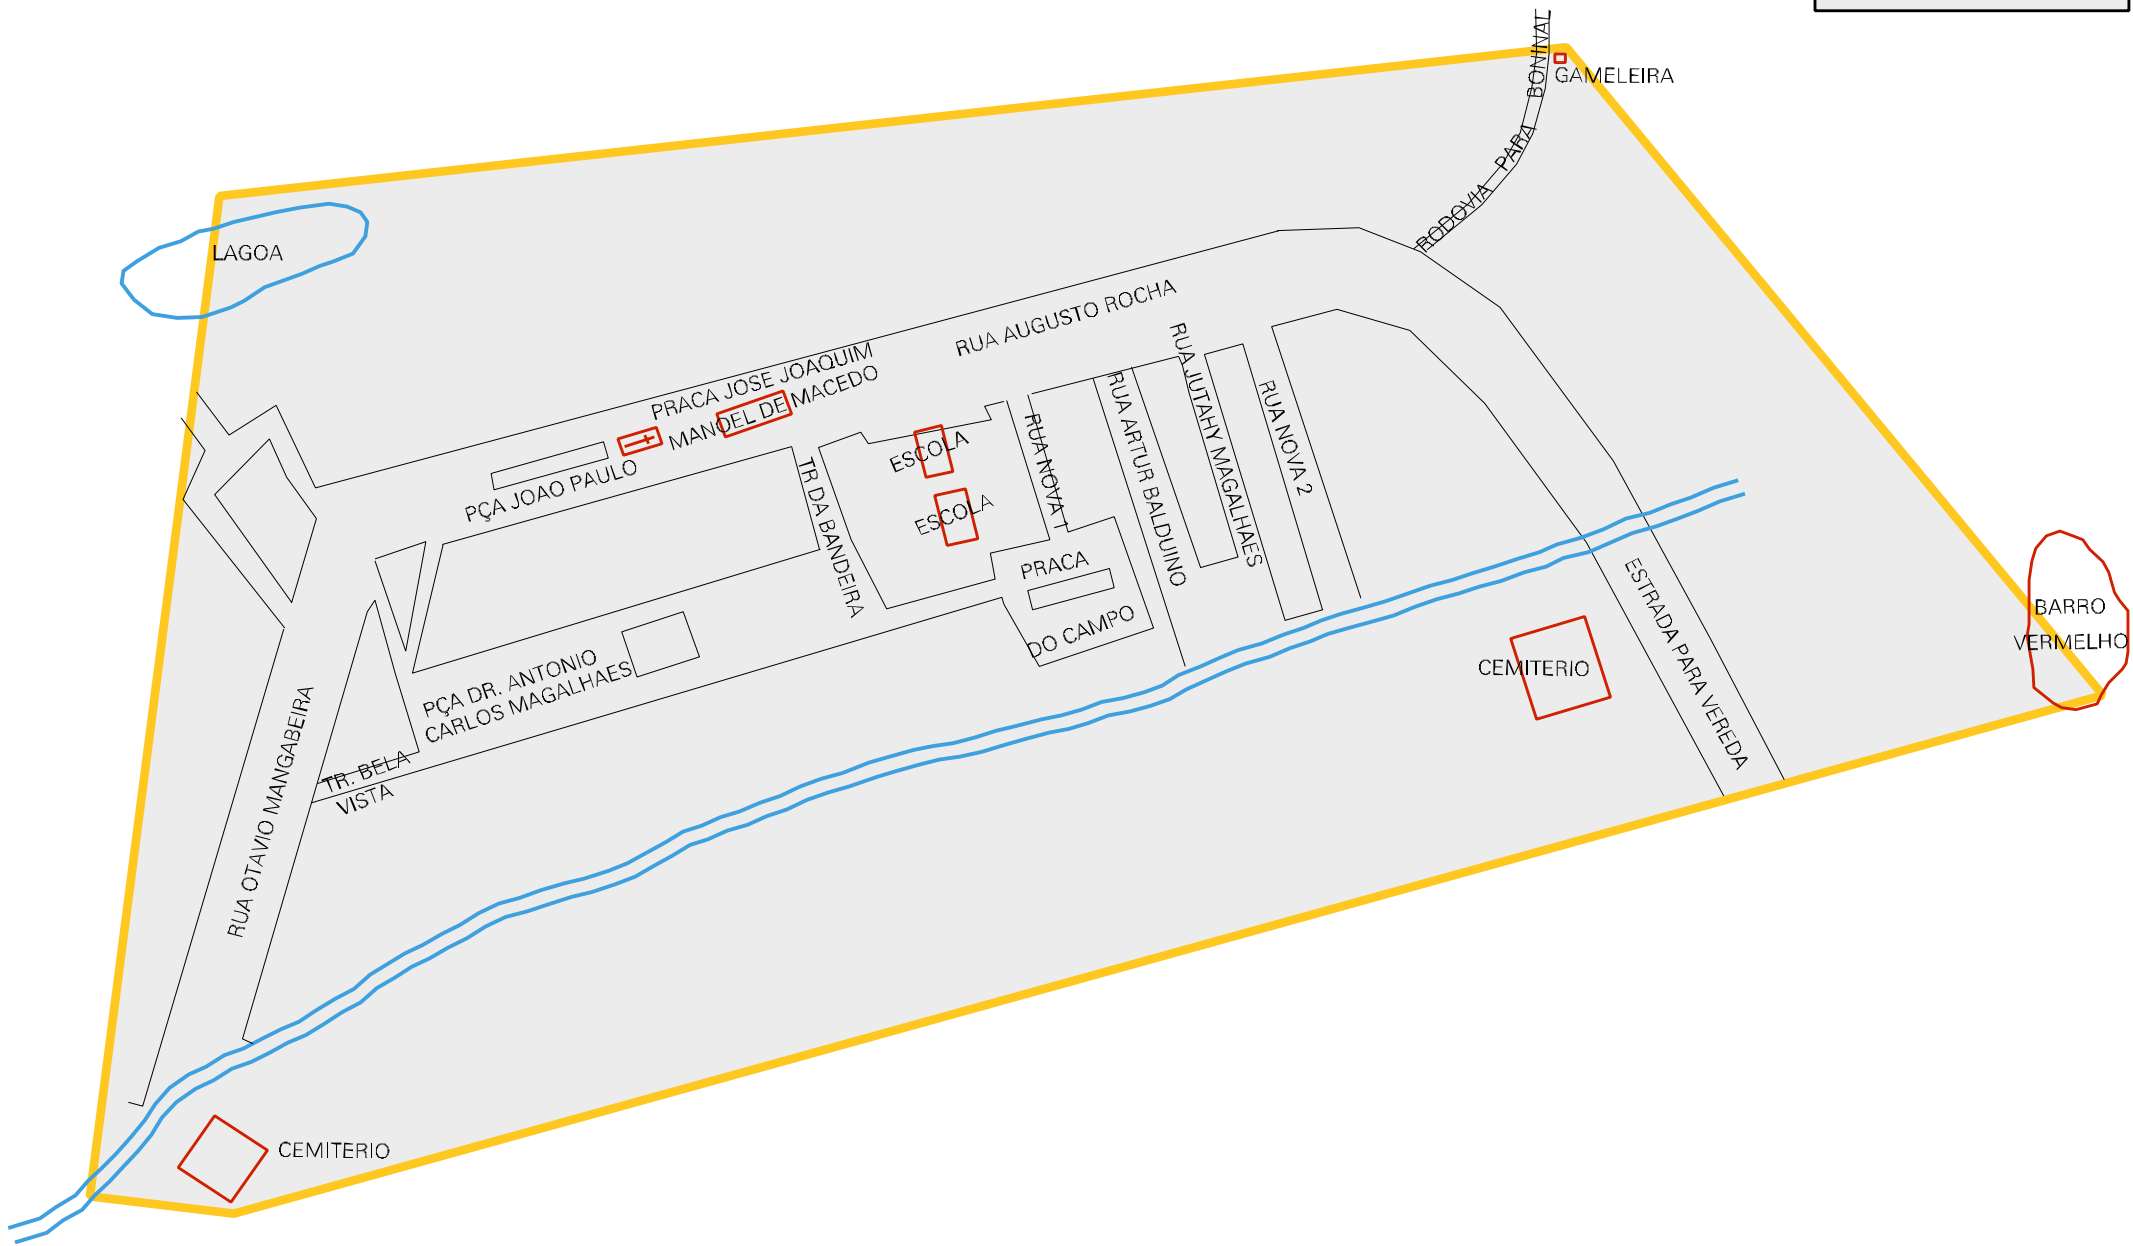 BONINAL
GAMELEIRA
RODOVIA PARA
LAGOA
RUA AUGUSTO ROCHA
PRACA JOSE JOAQUIM
MANOEL DE MACEDO
PÇA JOAO PAULO
ESCOLA
ESCOLA
TR DA BANDEIRA
RUA NOVA 1
RUA ARTUR BALDUINO
RUA JUTAHY MAGALHAES
RUA NOVA 2
PRACA
DO CAMPO
PÇA DR. ANTONIO
CARLOS MAGALHAES
TR. BELA
VISTA
RUA OTAVIO MANGABEIRA
ESTRADA PARA VEREDA
BARRO
VERMELHO
CEMITERIO
CEMITERIO